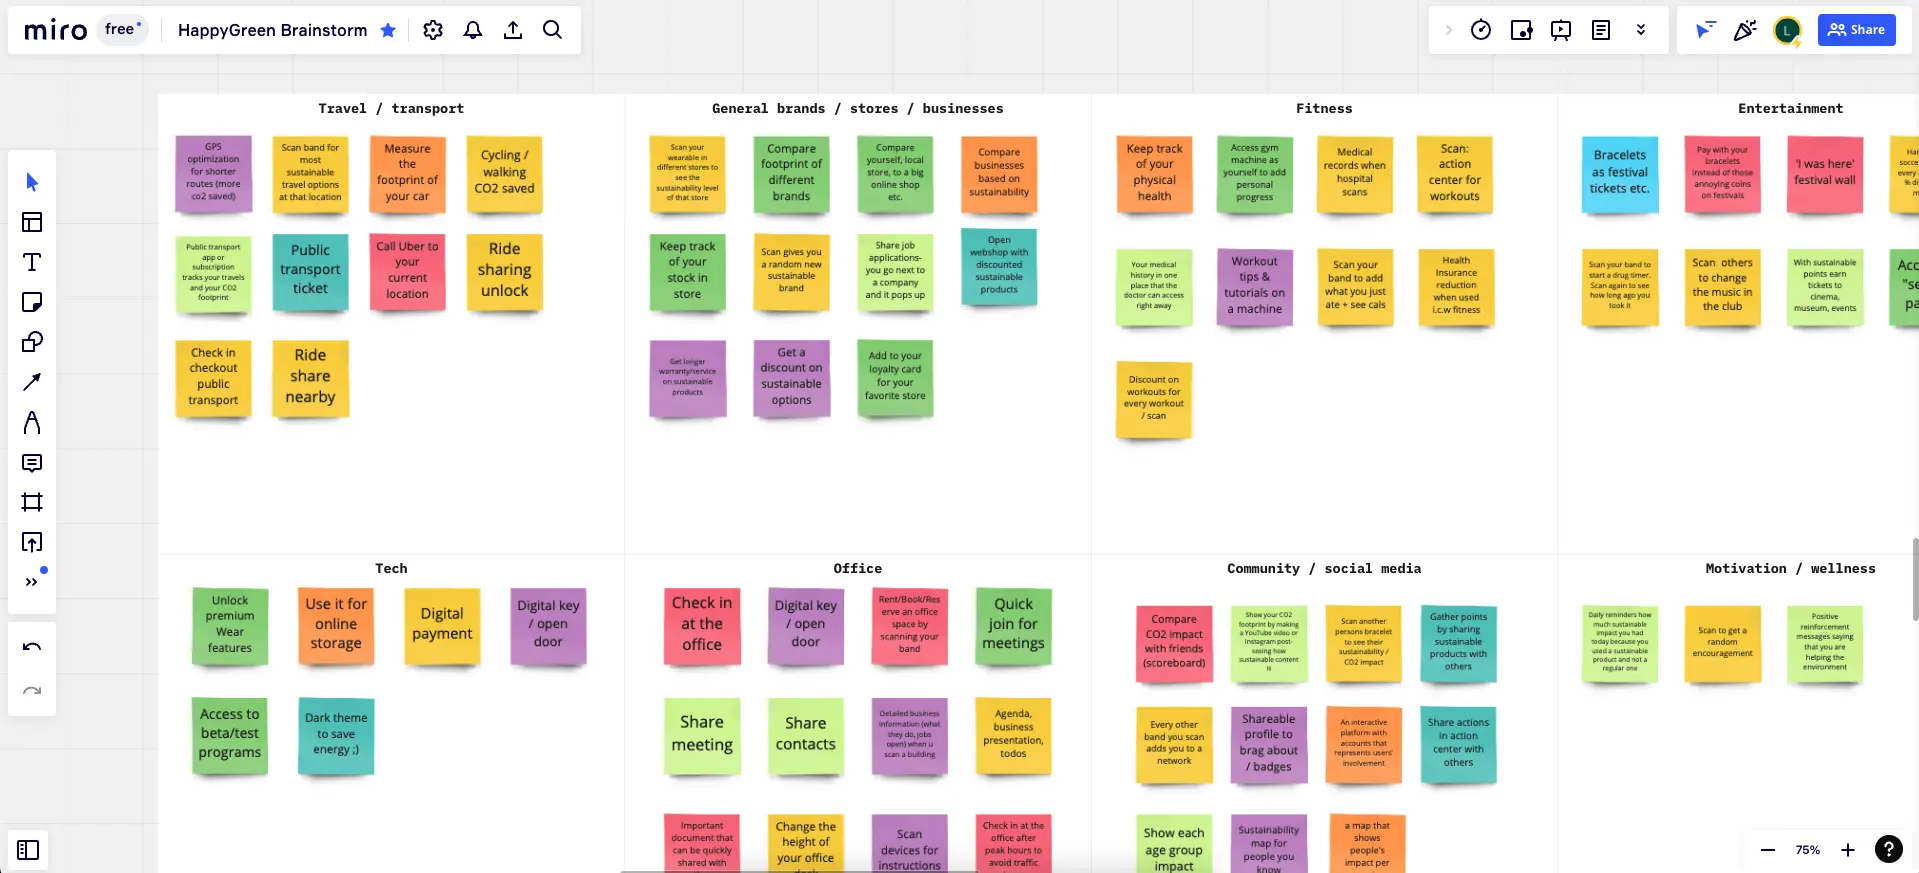 miro
free
HappyGreen Brainstorm
L
Share
Travel / transport
GPS
optimization
for shorter
routes (more
co2 saved)
Scan band for
most
sustainable
travel options
at that location
Measure
the
footprint of
your car
Cycling /
walking
CO2 saved
Public transport
app or
subscription
tracks your travels
and your CO2
footprint
Public
transport
ticket
Call Uber to
your
current
location
Ride
sharing
unlock
Check in
checkout
public
transport
Ride
share
nearby
General brands / stores / businesses
Scan your
wearable in
different stores to
see the
sustainability level
of that store
Compare
footprint of
different
brands
Compare
yourself, local
store, to a big
online shop
etc.
Compare
businesses
based on
sustainability
Keep track
of your
stock in
store
Scan gives you
a random new
sustainable
brand
Share job
applications-
you go next to
a company
and it pops up
Open
webshop with
discounted
sustainable
products
Get longer
warranty/service
on sustainable
products
Get a
discount on
sustainable
options
Add to your
loyalty card
for your
favorite store
Fitness
Keep track
of your
physical
health
Access gym
machine as
yourself to add
personal
progress
Medical
records when
hospital
scans
Scan:
action
center for
workouts
Your medical
history in one
place that the
doctor can access
right away
Workout
tips &
tutorials on
a machine
Scan your
band to add
what you just
ate + see cals
Health
Insurance
reduction
when used
i.c.w fitness
Discount on
workouts for
every workout
/ scan
Entertainment
Bracelets
as festival
tickets etc.
Pay with your
bracelets
instead of those
annoying coins
on festivals
'I was here'
festival wall
Scan your band to
start a drug timer.
Scan again to see
how long ago you
took it
Scan others
to change
the music in
the club
With sustainable
points earn
tickets to
cinema,
museum, events
Tech
Unlock
premium
Wear
features
Use it for
online
storage
Digital
payment
Digital key
/ open
door
Access to
beta/test
programs
Dark theme
to save
energy ;)
Office
Check in
at the
office
Digital key
/ open
door
Rent/Book/Res
erve an office
space by
scanning your
band
Quick
join for
meetings
Share
meeting
Share
contacts
Detailed business
information (what
they do, jobs
open) when u
scan a building
Agenda,
business
presentation,
todos
Important
document that
can be quickly
shared with
Change the
height of
your office
Scan
devices for
instructions
Check in at the
office after
peak hours to
avoid traffic
Community / social media
Compare
CO2 impact
with friends
(scoreboard)
Show your CO2
footprint by making
a YouTube video or
Instagram post-
seeing how
sustainable content
is
Scan another
persons bracelet
to see their
sustainability /
CO2 impact
Gather points
by sharing
sustainable
products with
others
Every other
band you scan
adds you to a
network
Shareable
profile to
brag about
/ badges
An interactive
platform with
accounts that
represents users'
involvement
Share actions
in action
center with
others
Show each
age group
impact
Sustainability
map for
people you
know
a map that
shows
people's
impact per
Motivation / wellness
Daily reminders how
much sustainable
impact you had
today because you
used a sustainable
product and not a
regular one
Scan to get a
random
encouragement
Positive
reinforcement
messages saying
that you are
helping the
environment
75%
?